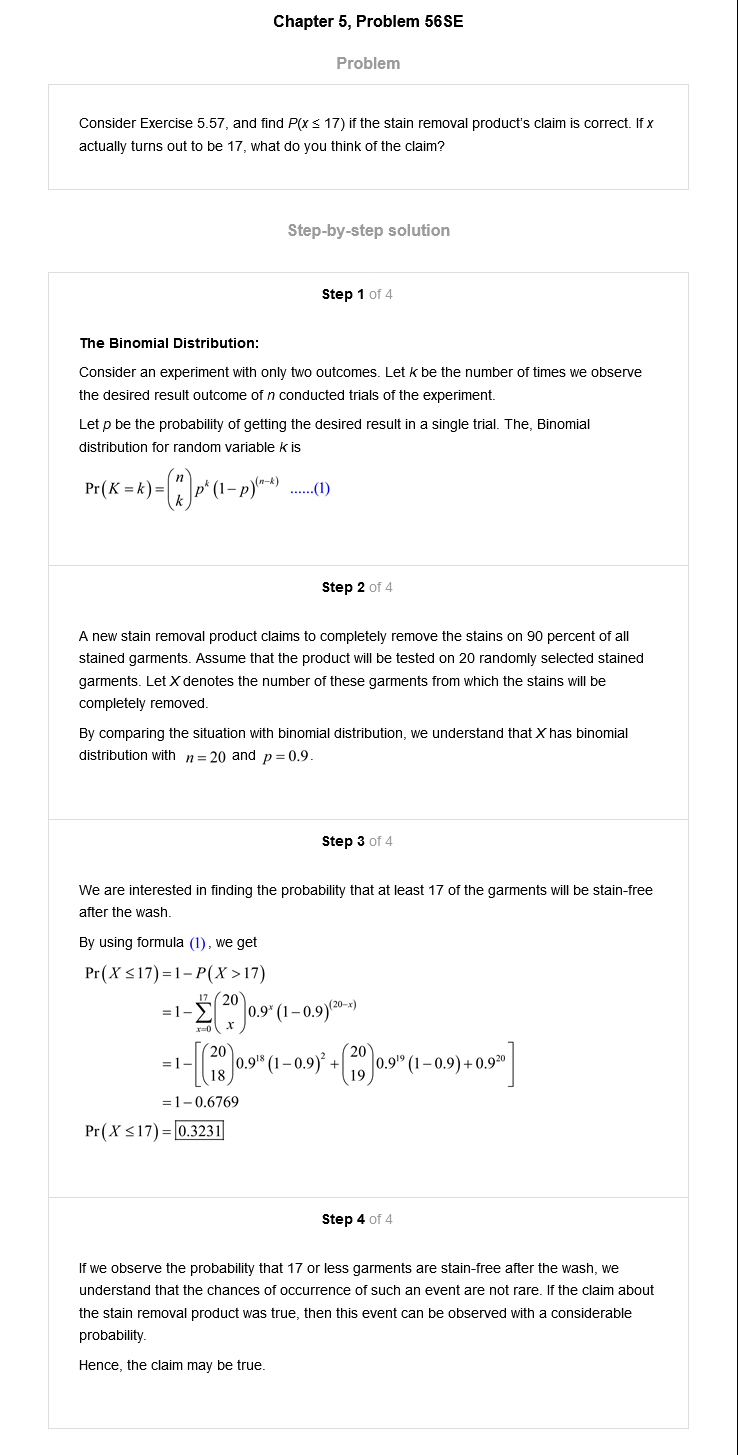 Chapter 5, Problem 56SE
Problem
Consider Exercise 5.57, and find P(x ≤ 17) if the stain removal product's claim is correct. If x
actually turns out to be 17, what do you think of the claim?
Step-by-step solution
Step 1 of 4
The Binomial Distribution:
Consider an experiment with only two outcomes. Let k be the number of times we observe
the desired result outcome of n conducted trials of the experiment.
Let p be the probability of getting the desired result in a single trial. The, Binomial
distribution for random variable k is
Pr(K = k) = (n k) p^k (1 − p)^(n−k) ......(1)
Step 2 of 4
A new stain removal product claims to completely remove the stains on 90 percent of all
stained garments. Assume that the product will be tested on 20 randomly selected stained
garments. Let X denotes the number of these garments from which the stains will be
completely removed.
By comparing the situation with binomial distribution, we understand that X has binomial
distribution with n = 20 and p = 0.9.
Step 3 of 4
We are interested in finding the probability that at least 17 of the garments will be stain-free
after the wash.
By using formula (1), we get
Pr(X ≤ 17) = 1 − P(X > 17)
= 1 − ∑_{x=0}^{17} (20 x) 0.9^x (1 − 0.9)^(20−x)
= 1 − [(20 18) 0.9^18 (1 − 0.9)^2 + (20 19) 0.9^19 (1 − 0.9) + 0.9^20]
= 1 − 0.6769
Pr(X ≤ 17) = 0.3231
Step 4 of 4
If we observe the probability that 17 or less garments are stain-free after the wash, we
understand that the chances of occurrence of such an event are not rare. If the claim about
the stain removal product was true, then this event can be observed with a considerable
probability.
Hence, the claim may be true.